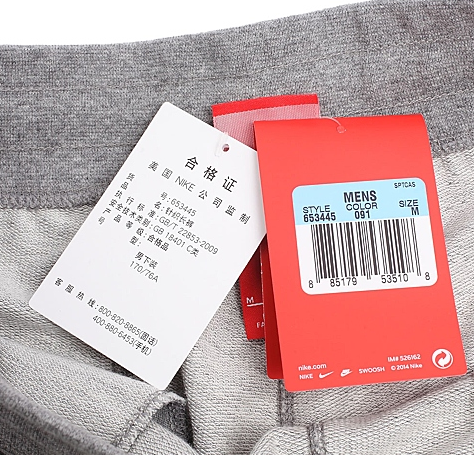 合格证
美国 NIKE 公司监制
货 号: 653445
品 名: 针织长裤
执行标准: GB/T 22853-2009
安全技术类别: GB 18401 C类
产品等级: 合格品
男下装
170/76A
客服热线: 800-820-8865(固话)
400-880-6453(手机)
M
FA
SPTCAS
MENS
STYLE COLOR SIZE
653445 091 M
8 85179 53510 8
nike.com IM# 526162
NIKE SWOOSH © 2014 Nike